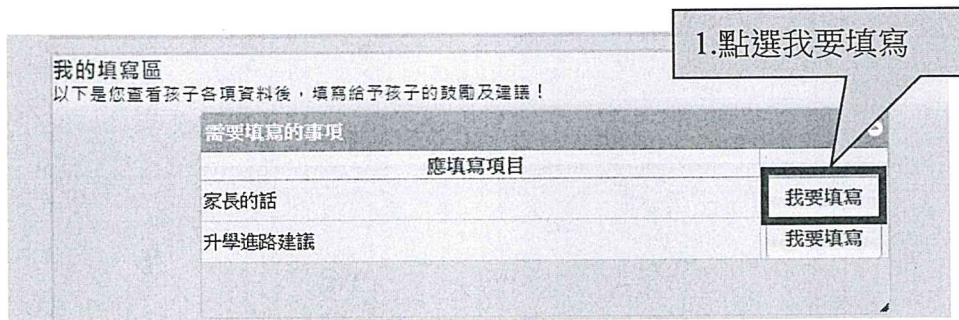 1.點選我要填寫
我的填寫區
以下是您查看孩子各項資料後，填寫給予孩子的鼓勵及建議！
需要填寫的事項
應填寫項目
家長的話 我要填寫
升學進路建議 我要填寫